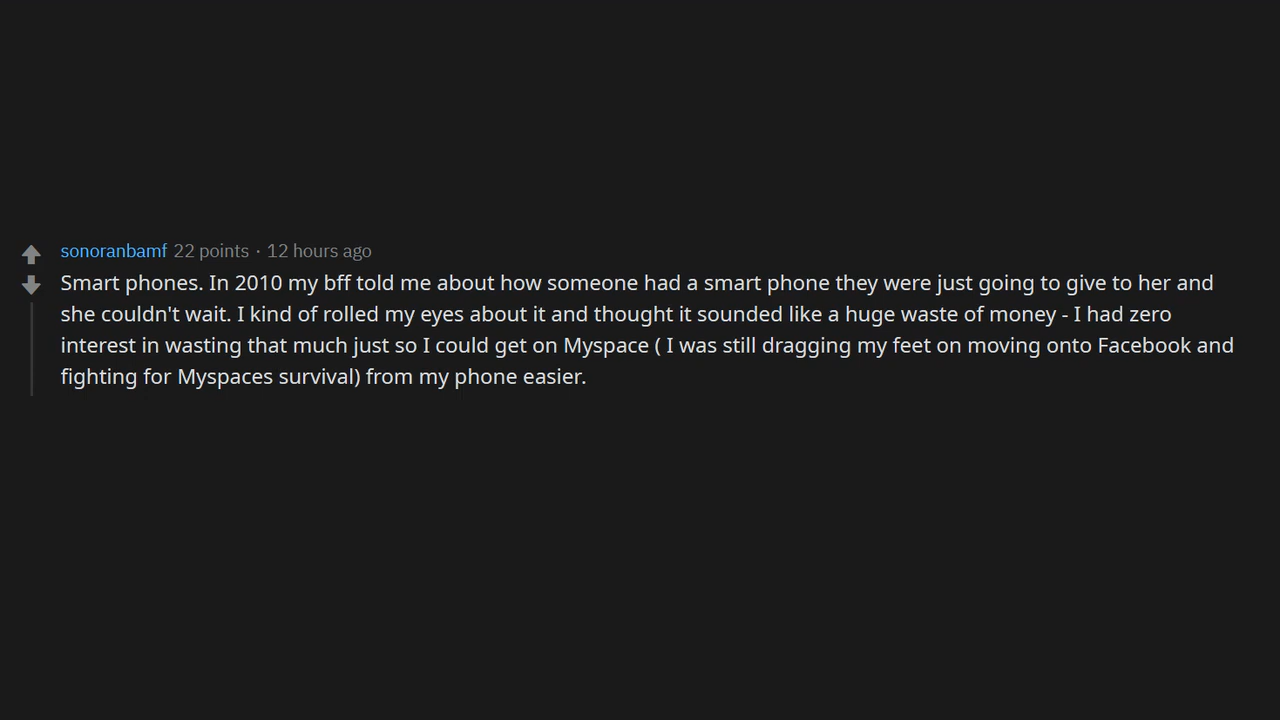 sonoranbamf 22 points · 12 hours ago
Smart phones. In 2010 my bff told me about how someone had a smart phone they were just going to give to her and
she couldn't wait. I kind of rolled my eyes about it and thought it sounded like a huge waste of money - I had zero
interest in wasting that much just so I could get on Myspace ( I was still dragging my feet on moving onto Facebook and
fighting for Myspaces survival) from my phone easier.